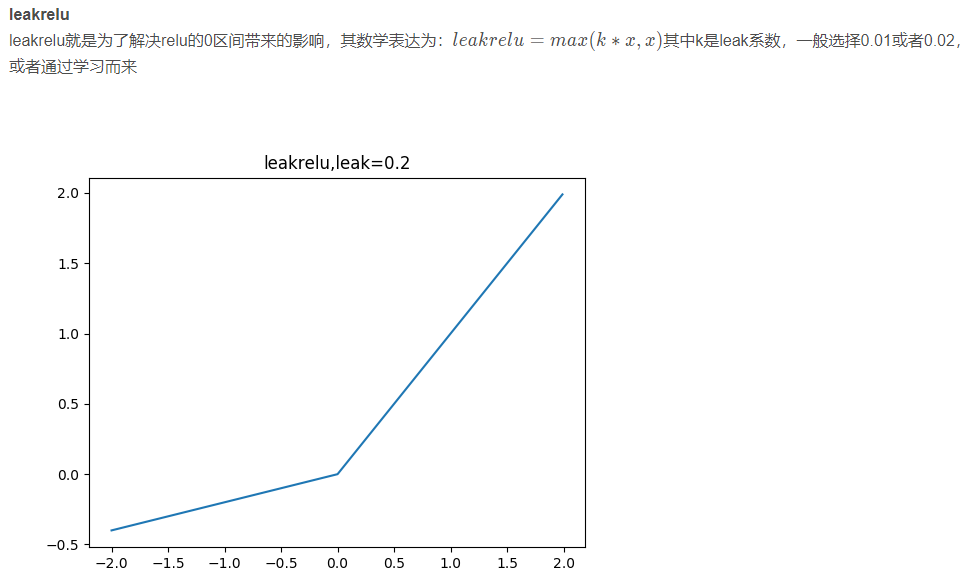 leakrelu
leakrelu就是为了解决relu的0区间带来的影响，其数学表达为：leakrelu = max(k ∗ x, x)其中k是leak系数，一般选择0.01或者0.02，
或者通过学习而来
leakrelu,leak=0.2
2.0
1.5
1.0
0.5
0.0
−0.5
−2.0 −1.5 −1.0 −0.5 0.0 0.5 1.0 1.5 2.0